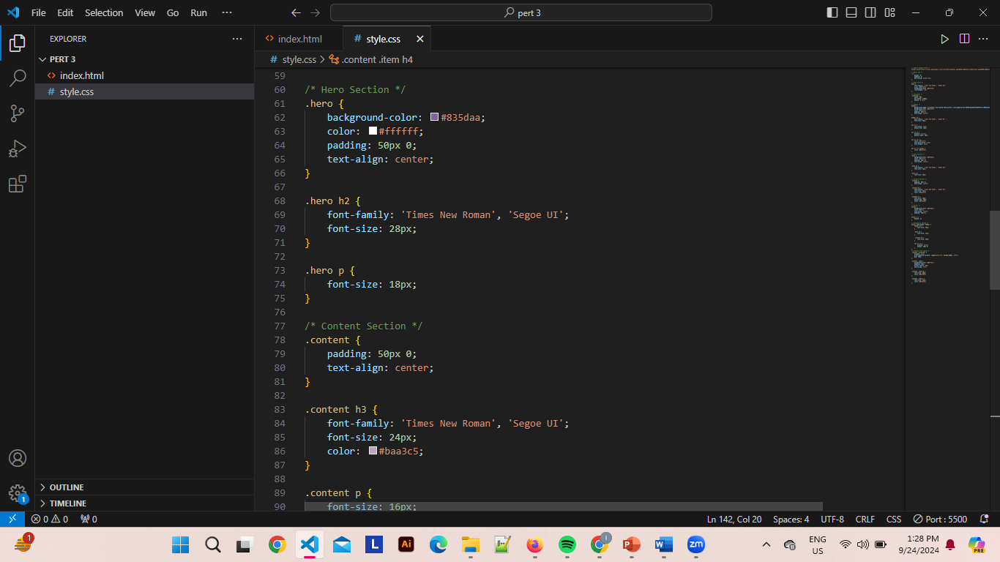 File Edit Selection View Go Run ···
pert 3
EXPLORER ···
PERT 3
<> index.html
# style.css
OUTLINE
TIMELINE
<> index.html # style.css ×
# style.css > .content .item h4
59
60 /* Hero Section */
61 .hero {
62 background-color: #835daa;
63 color: #ffffff;
64 padding: 50px 0;
65 text-align: center;
66 }
67
68 .hero h2 {
69 font-family: 'Times New Roman', 'Segoe UI';
70 font-size: 28px;
71 }
72
73 .hero p {
74 font-size: 18px;
75 }
76
77 /* Content Section */
78 .content {
79 padding: 50px 0;
80 text-align: center;
81 }
82
83 .content h3 {
84 font-family: 'Times New Roman', 'Segoe UI';
85 font-size: 24px;
86 color: #baa3c5;
87 }
88
89 .content p {
90 font-size: 16px;
1
0 0 0 Ln 142, Col 20 Spaces: 4 UTF-8 CRLF CSS Port : 5500
1 L Ai P W zm ENG US 1:28 PM 9/24/2024 PRE